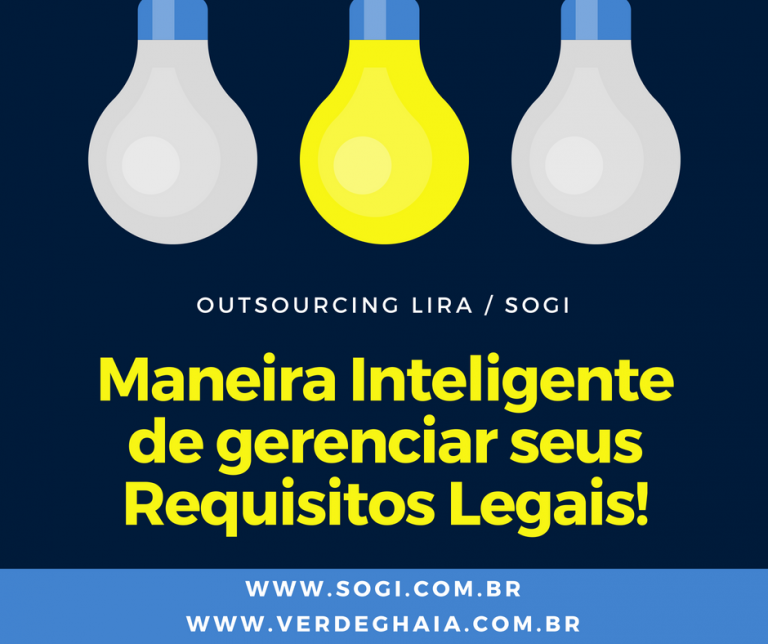 OUTSOURCING LIRA / SOGI
Maneira Inteligente
de gerenciar seus
Requisitos Legais!
WWW.SOGI.COM.BR
WWW.VERDEGHAIA.COM.BR